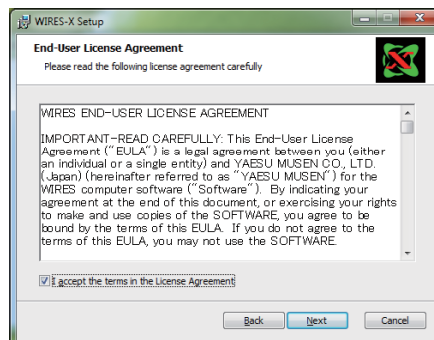 WIRES-X Setup
End-User License Agreement
Please read the following license agreement carefully
WIRES END-USER LICENSE AGREEMENT
IMPORTANT-READ CAREFULLY: This End-User License
Agreement ("EULA") is a legal agreement between you (either
an individual or a single entity) and YAESU MUSEN CO., LTD.
(Japan) (hereinafter referred to as "YAESU MUSEN") for the
WIRES computer software ("Software"). By indicating your
agreement at the end of this document, or exercising your rights
to make and use copies of the SOFTWARE, you agree to be
bound by the terms of this EULA. If you do not agree to the
terms of this EULA, you may not use the SOFTWARE.
I accept the terms in the License Agreement
Back Next Cancel